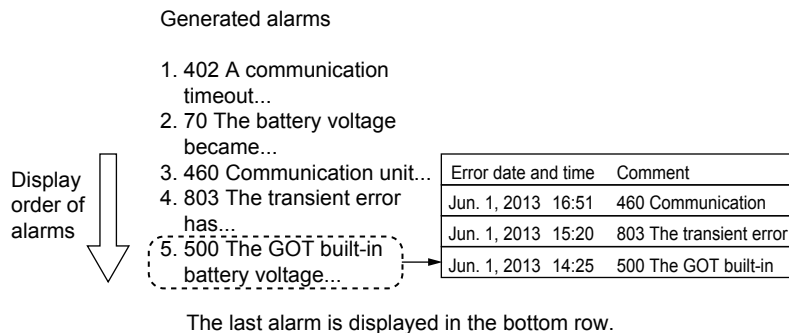 Generated alarms
1. 402 A communication
timeout...
2. 70 The battery voltage
became...
3. 460 Communication unit...
4. 803 The transient error
has...
5. 500 The GOT built-in
battery voltage...
Display
order of
alarms
Error date and time Comment
Jun. 1, 2013 16:51 460 Communication
Jun. 1, 2013 15:20 803 The transient error
Jun. 1, 2013 14:25 500 The GOT built-in
The last alarm is displayed in the bottom row.